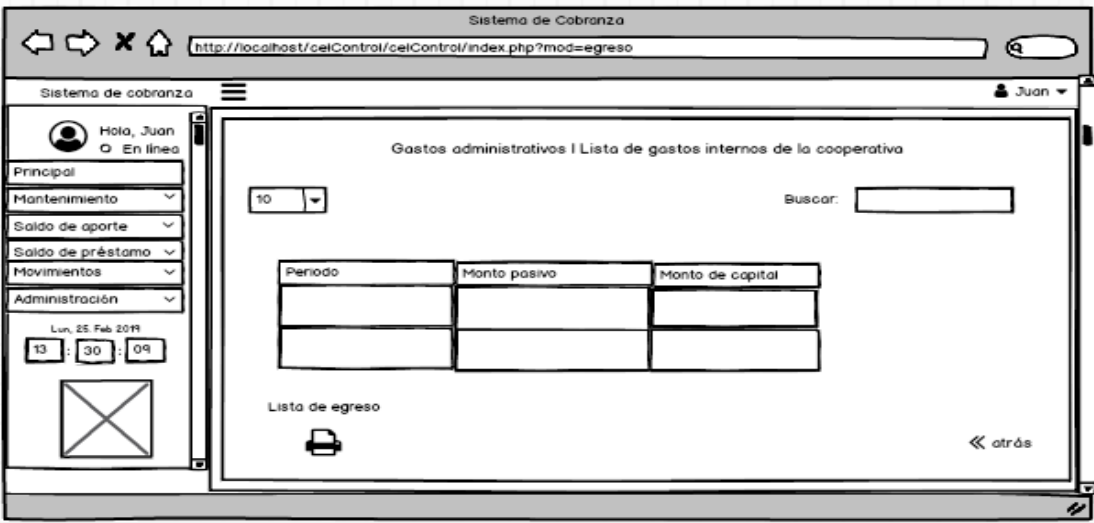 Sistema de Cobranza
http://localhost/celControl/celControl/index.php?mod=egreso
Sistema de cobranza
Juan
Hola, Juan
En línea
Principal
Mantenimiento
Saldo de aporte
Saldo de préstamo
Movimientos
Administración
Lun, 25. Feb 2019
13 : 30 : 09
Gastos administrativos | Lista de gastos internos de la cooperativa
10
Buscar:
Periodo Monto pasivo Monto de capital
Lista de egreso
atrás